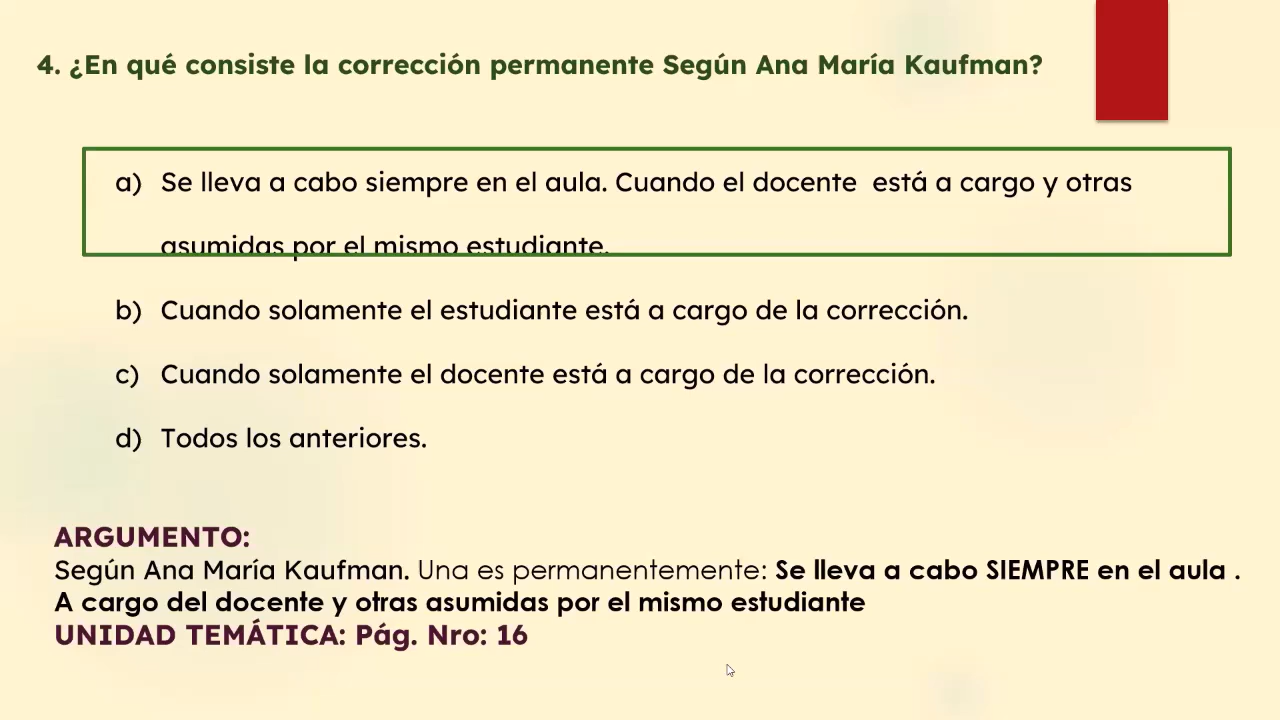 4. ¿En qué consiste la corrección permanente Según Ana María Kaufman?
a) Se lleva a cabo siempre en el aula. Cuando el docente está a cargo y otras
asumidas por el mismo estudiante.
b) Cuando solamente el estudiante está a cargo de la corrección.
c) Cuando solamente el docente está a cargo de la corrección.
d) Todos los anteriores.
ARGUMENTO:
Según Ana María Kaufman. Una es permanentemente: Se lleva a cabo SIEMPRE en el aula .
A cargo del docente y otras asumidas por el mismo estudiante
UNIDAD TEMÁTICA: Pág. Nro: 16